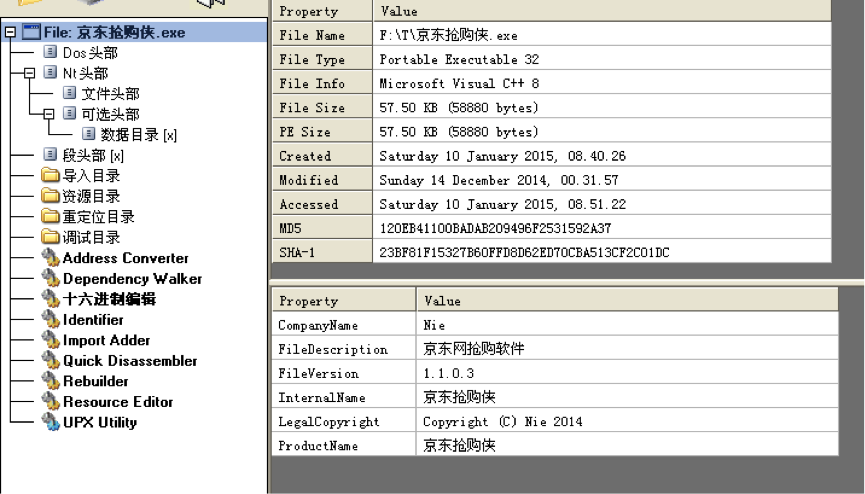 File: 京东抢购侠.exe
Dos头部
Nt头部
文件头部
可选头部
数据目录 [x]
段头部 [x]
导入目录
资源目录
重定位目录
调试目录
Address Converter
Dependency Walker
十六进制编辑
Identifier
Import Adder
Quick Disassembler
Rebuilder
Resource Editor
UPX Utility
Property Value
File Name F:\T\京东抢购侠.exe
File Type Portable Executable 32
File Info Microsoft Visual C++ 8
File Size 57.50 KB (58880 bytes)
PE Size 57.50 KB (58880 bytes)
Created Saturday 10 January 2015, 08.40.26
Modified Sunday 14 December 2014, 00.31.57
Accessed Saturday 10 January 2015, 08.51.22
MD5 120EB41100BADAB209496F2531592A37
SHA-1 23BF81F15327B60FFD8D62ED70CBA513CF2C01DC
Property Value
CompanyName Nie
FileDescription 京东网抢购软件
FileVersion 1.1.0.3
InternalName 京东抢购侠
LegalCopyright Copyright (C) Nie 2014
ProductName 京东抢购侠